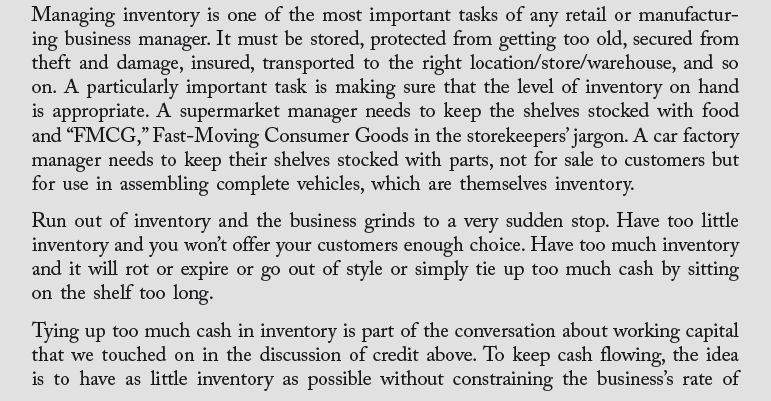 Managing inventory is one of the most important tasks of any retail or manufactur-
ing business manager. It must be stored, protected from getting too old, secured from
theft and damage, insured, transported to the right location/store/warehouse, and so
on. A particularly important task is making sure that the level of inventory on hand
is appropriate. A supermarket manager needs to keep the shelves stocked with food
and “FMCG,” Fast-Moving Consumer Goods in the storekeepers’ jargon. A car factory
manager needs to keep their shelves stocked with parts, not for sale to customers but
for use in assembling complete vehicles, which are themselves inventory.
Run out of inventory and the business grinds to a very sudden stop. Have too little
inventory and you won’t offer your customers enough choice. Have too much inventory
and it will rot or expire or go out of style or simply tie up too much cash by sitting
on the shelf too long.
Tying up too much cash in inventory is part of the conversation about working capital
that we touched on in the discussion of credit above. To keep cash flowing, the idea
is to have as little inventory as possible without constraining the business’s rate of